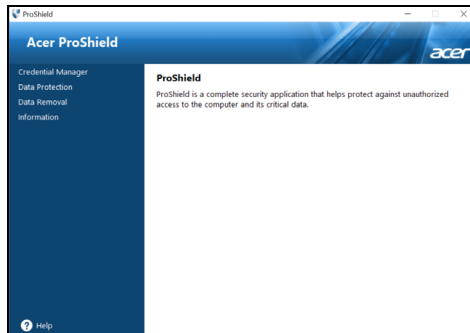 ProShield
Acer ProShield
acer
Credential Manager
Data Protection
Data Removal
Information
ProShield
ProShield is a complete security application that helps protect against unauthorized
access to the computer and its critical data.
? Help